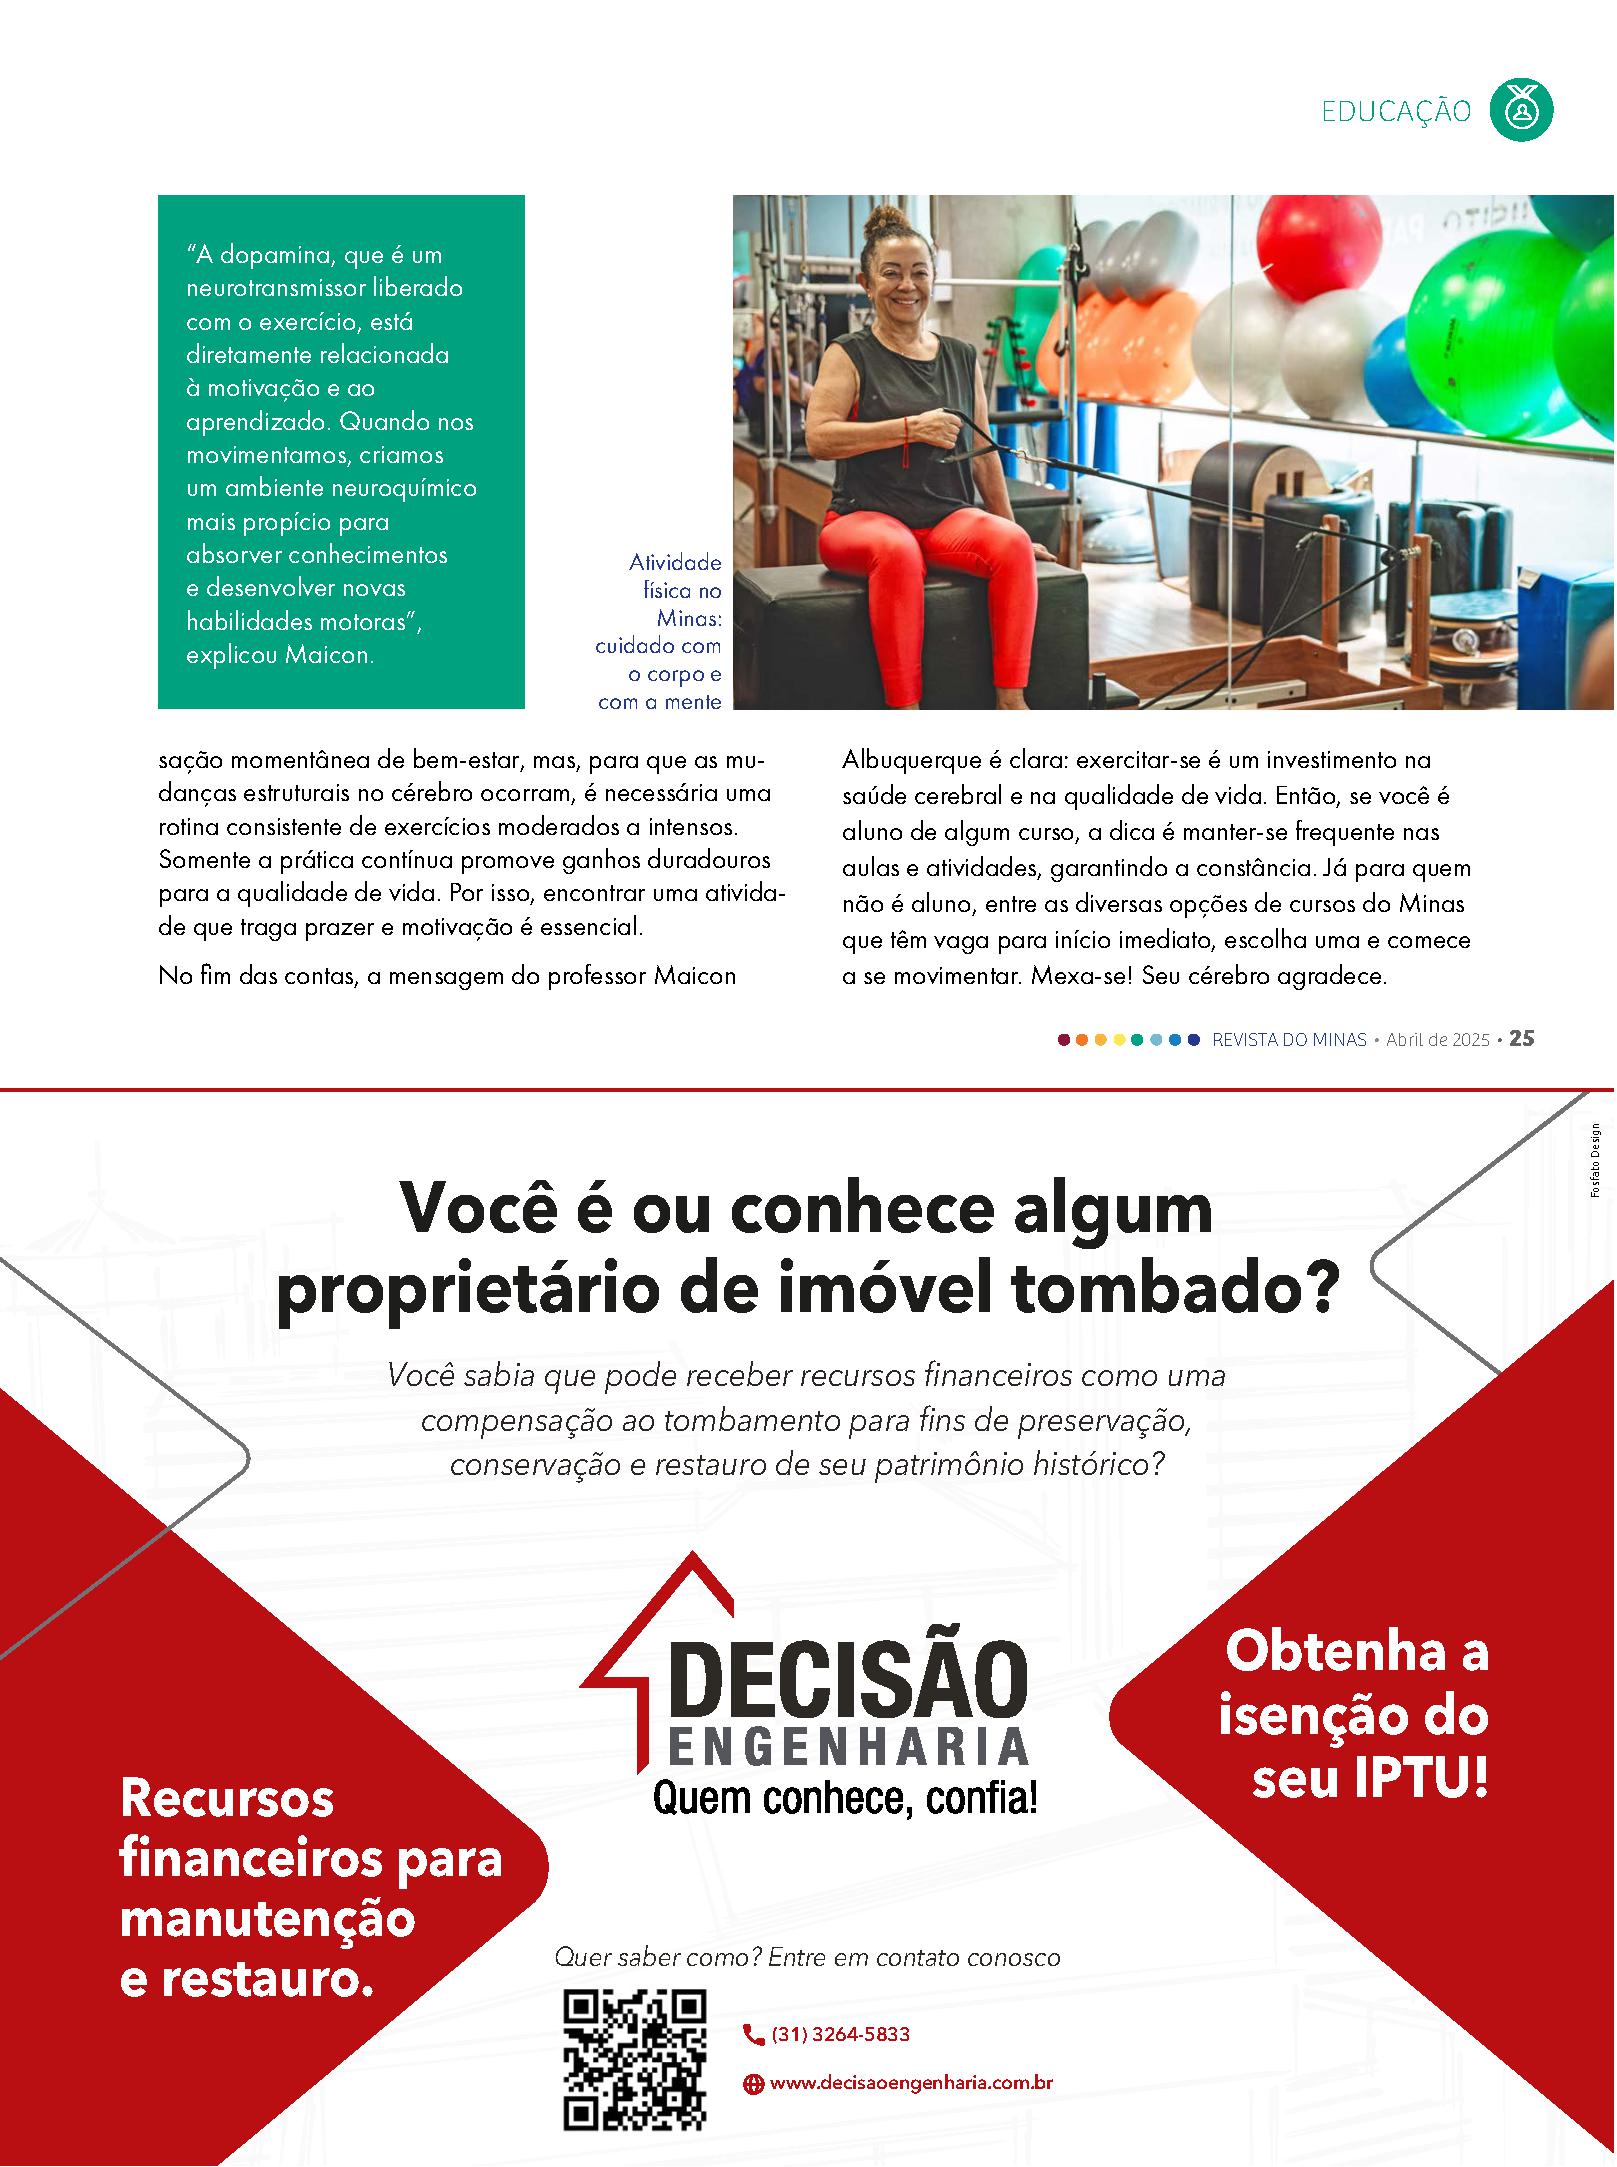 EDUCAÇÃO
“A dopamina, que é um
neurotransmissor liberado
com o exercício, está
diretamente relacionada
à motivação e ao
aprendizado. Quando nos
movimentamos, criamos
um ambiente neuroquímico
mais propício para
absorver conhecimentos
e desenvolver novas
habilidades motoras”,
explicou Maicon.
Atividade
física no
Minas:
cuidado com
o corpo e
com a mente
sação momentânea de bem-estar, mas, para que as mu-
danças estruturais no cérebro ocorram, é necessária uma
rotina consistente de exercícios moderados a intensos.
Somente a prática contínua promove ganhos duradouros
para a qualidade de vida. Por isso, encontrar uma ativida-
de que traga prazer e motivação é essencial.
No fim das contas, a mensagem do professor Maicon
Albuquerque é clara: exercitar-se é um investimento na
saúde cerebral e na qualidade de vida. Então, se você é
aluno de algum curso, a dica é manter-se frequente nas
aulas e atividades, garantindo a constância. Já para quem
não é aluno, entre as diversas opções de cursos do Minas
que têm vaga para início imediato, escolha uma e comece
a se movimentar. Mexa-se! Seu cérebro agradece.
REVISTA DO MINAS • Abril de 2025 • 25
Fosfato Design
Você é ou conhece algum
proprietário de imóvel tombado?
Você sabia que pode receber recursos financeiros como uma
compensação ao tombamento para fins de preservação,
conservação e restauro de seu patrimônio histórico?
DECISÃO
ENGENHARIA
Quem conhece, confia!
Obtenha a
isenção do
seu IPTU!
Recursos
financeiros para
manutenção
e restauro.
Quer saber como? Entre em contato conosco
(31) 3264-5833
www.decisaoengenharia.com.br